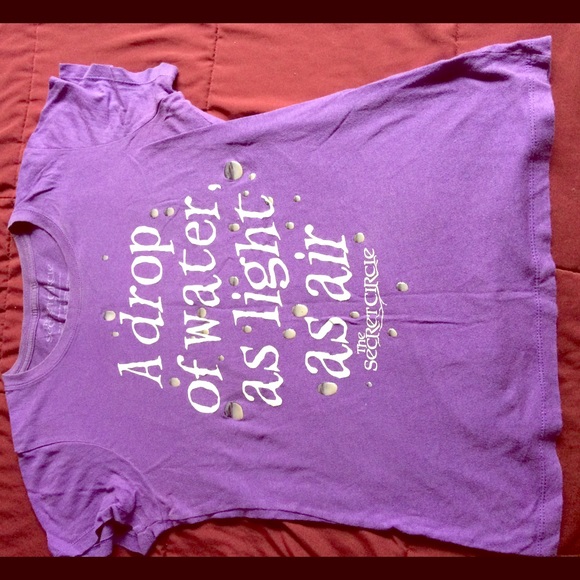 A drop
of water,
as light
as air
The
SECRET CIRCLE